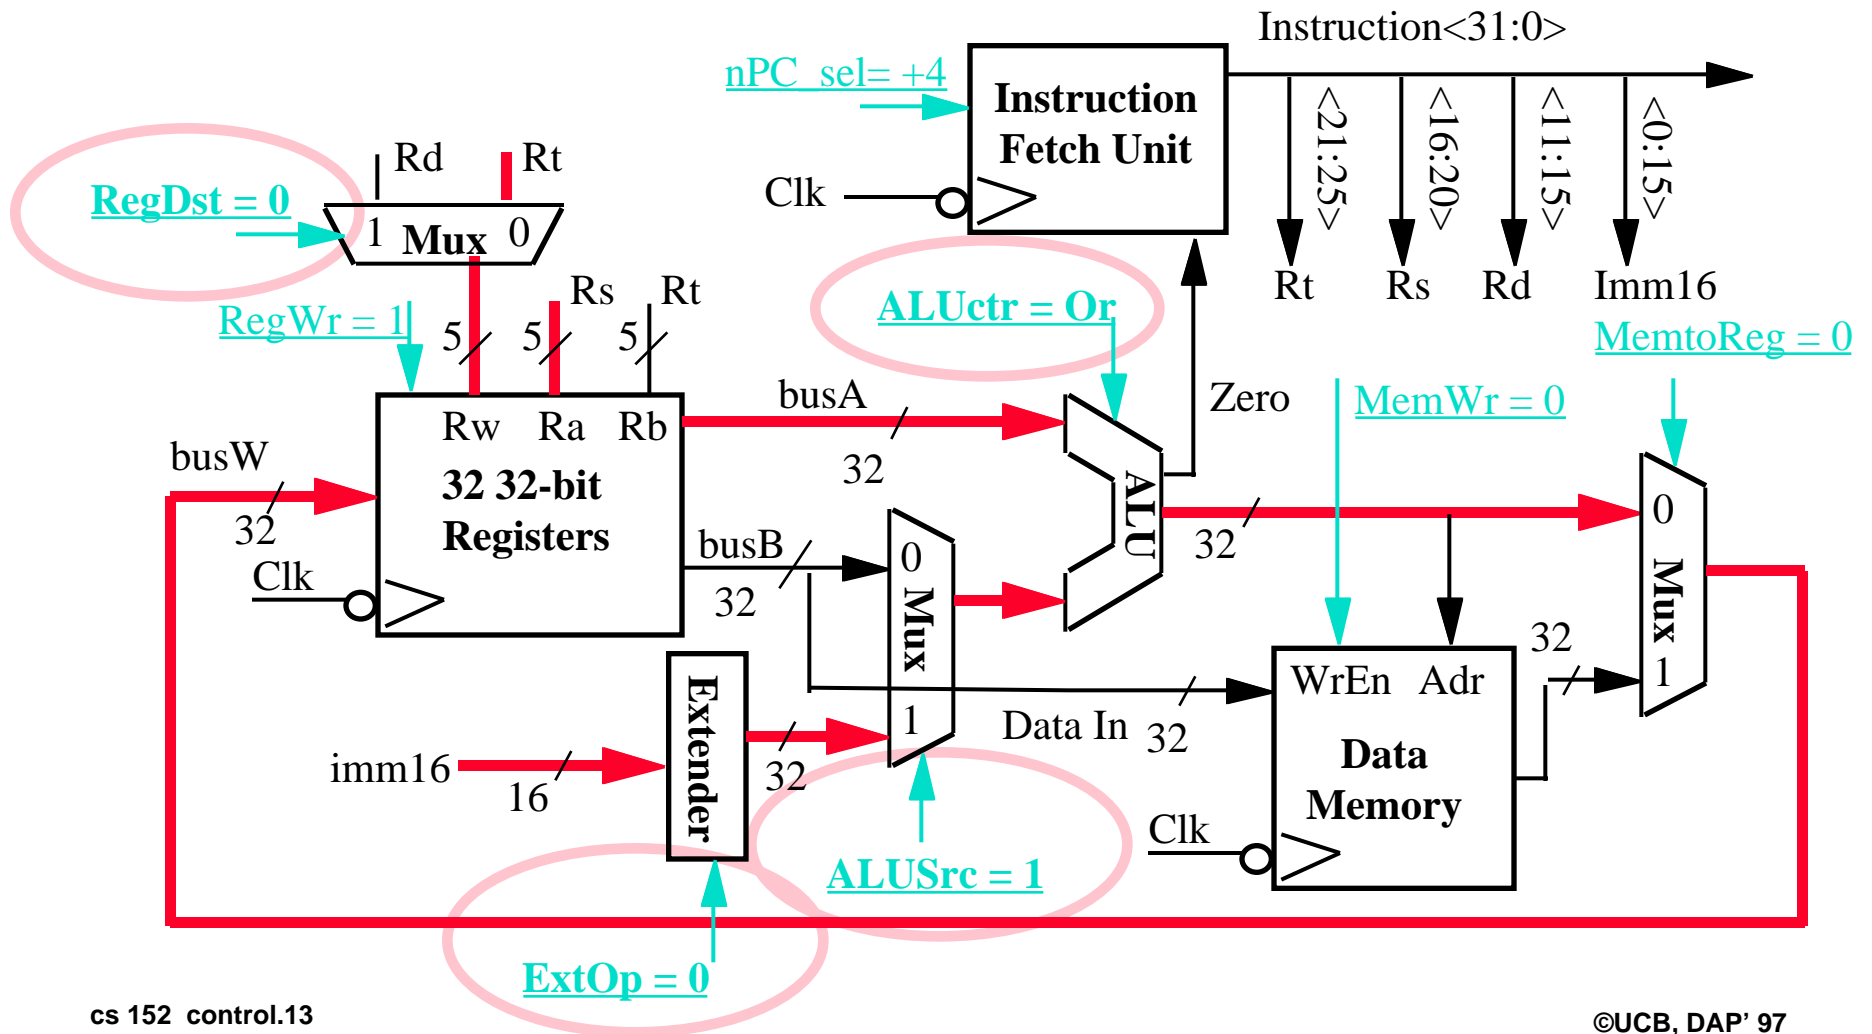 Instruction<31:0>
nPC_sel= +4
Instruction
Fetch Unit
Clk
<21:25>
<16:20>
<11:15>
<0:15>
Rt
Rs
Rd
Imm16
Rd
Rt
RegDst = 0
1
Mux
0
RegWr = 1
Rs
Rt
5
5
5
ALUctr = Or
MemtoReg = 0
MemWr = 0
Zero
busA
32
Rw
Ra
Rb
busW
32
32 32-bit
Registers
Clk
busB
32
0
Mux
1
ALU
32
0
Mux
1
32
WrEn
Adr
Data In
32
Data
Memory
Clk
imm16
16
Extender
32
ALUSrc = 1
ExtOp = 0
cs 152 control.13
©UCB, DAP' 97